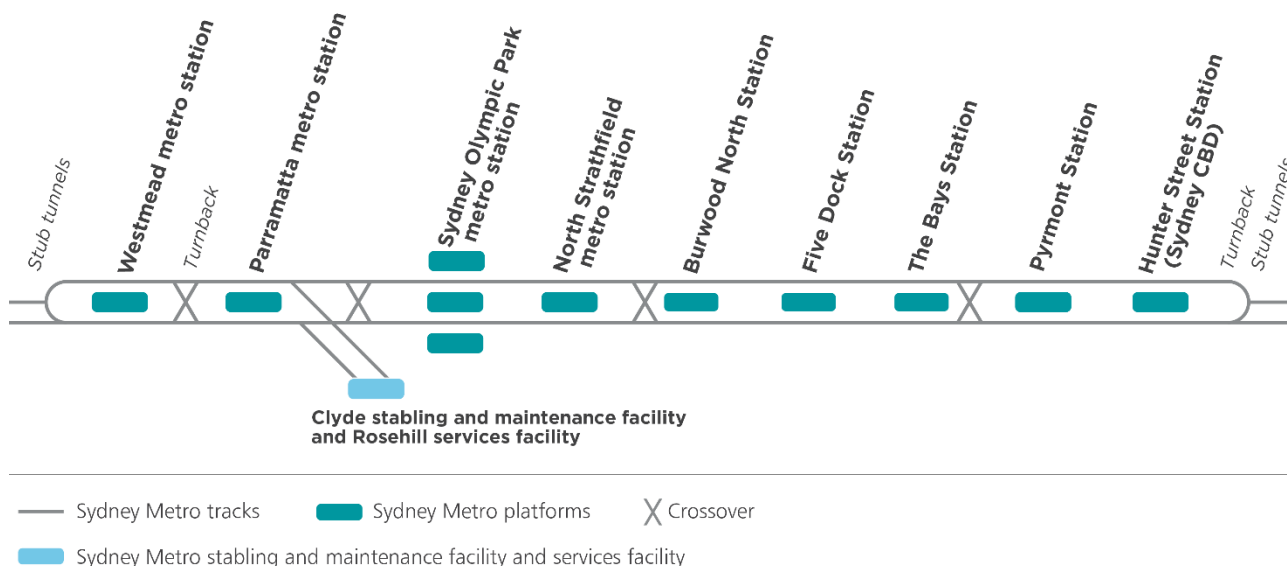 Stub tunnels
Westmead metro station
Turnback
Parramatta metro station
Sydney Olympic Park
metro station
North Strathfield
metro station
Burwood North Station
Five Dock Station
The Bays Station
Pyrmont Station
Hunter Street Station
(Sydney CBD)
Turnback
Stub tunnels
Clyde stabling and maintenance facility
and Rosehill services facility
Sydney Metro tracks
Sydney Metro platforms
Crossover
Sydney Metro stabling and maintenance facility and services facility